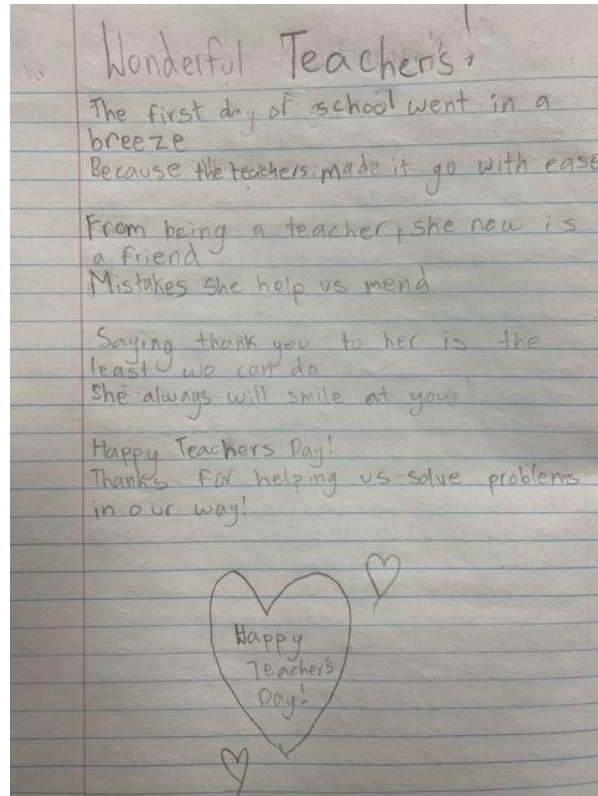 Wonderful Teacher's!
The first day of school went in a
breeze
Because the teachers made it go with ease
From being a teacher, she now is
a friend
Mistakes she help us mend
Saying thank you to her is the
least we can do
She always will smile at you
Happy Teachers Day!
Thanks for helping us solve problems
in our way!
Happy
Teacher's
Day!